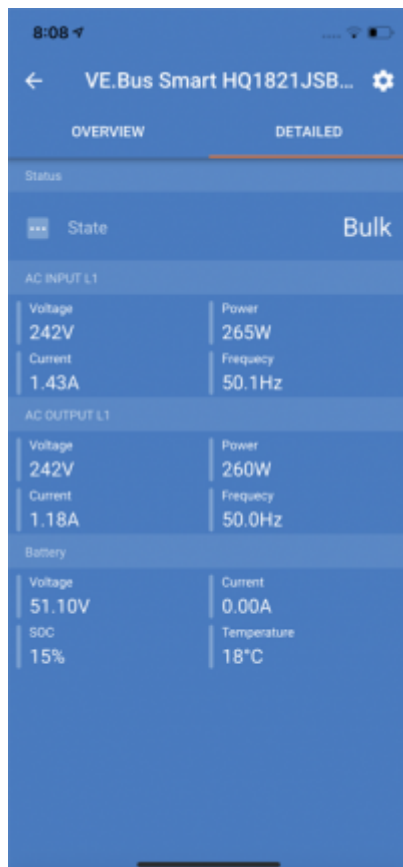 8:08
VE.Bus Smart HQ1821JSB...
OVERVIEW DETAILED
Status
State Bulk
AC INPUT L1
Voltage Power
242V 265W
Current Frequecy
1.43A 50.1Hz
AC OUTPUT L1
Voltage Power
242V 260W
Current Frequecy
1.18A 50.0Hz
Battery
Voltage Current
51.10V 0.00A
SOC Temperature
15% 18°C